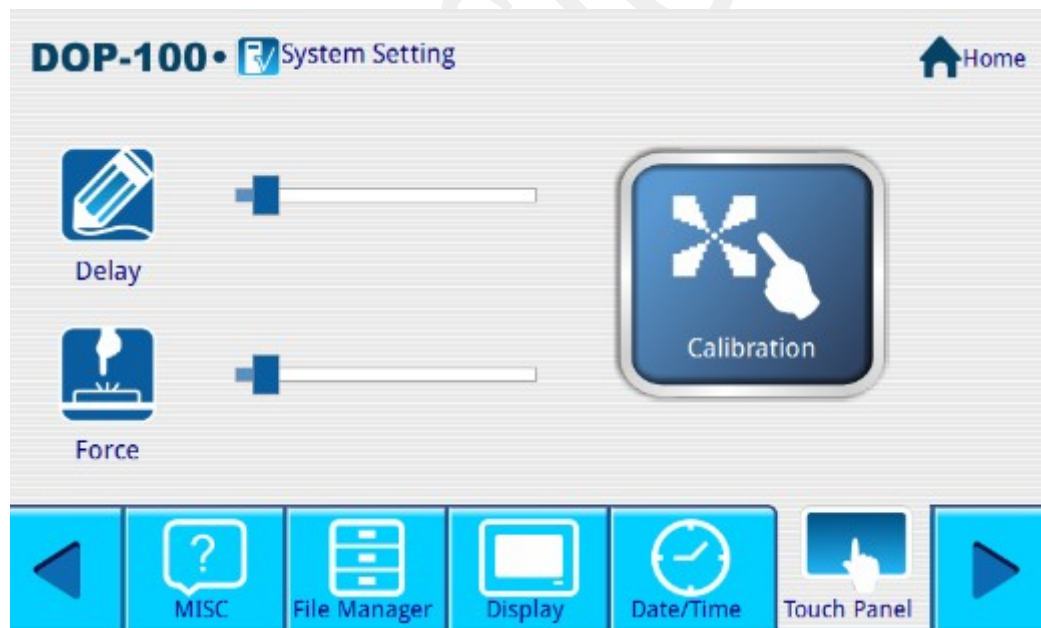 DOP-100 • System Setting
Home
Delay
Calibration
Force
?
MISC
File Manager
Display
Date/Time
Touch Panel